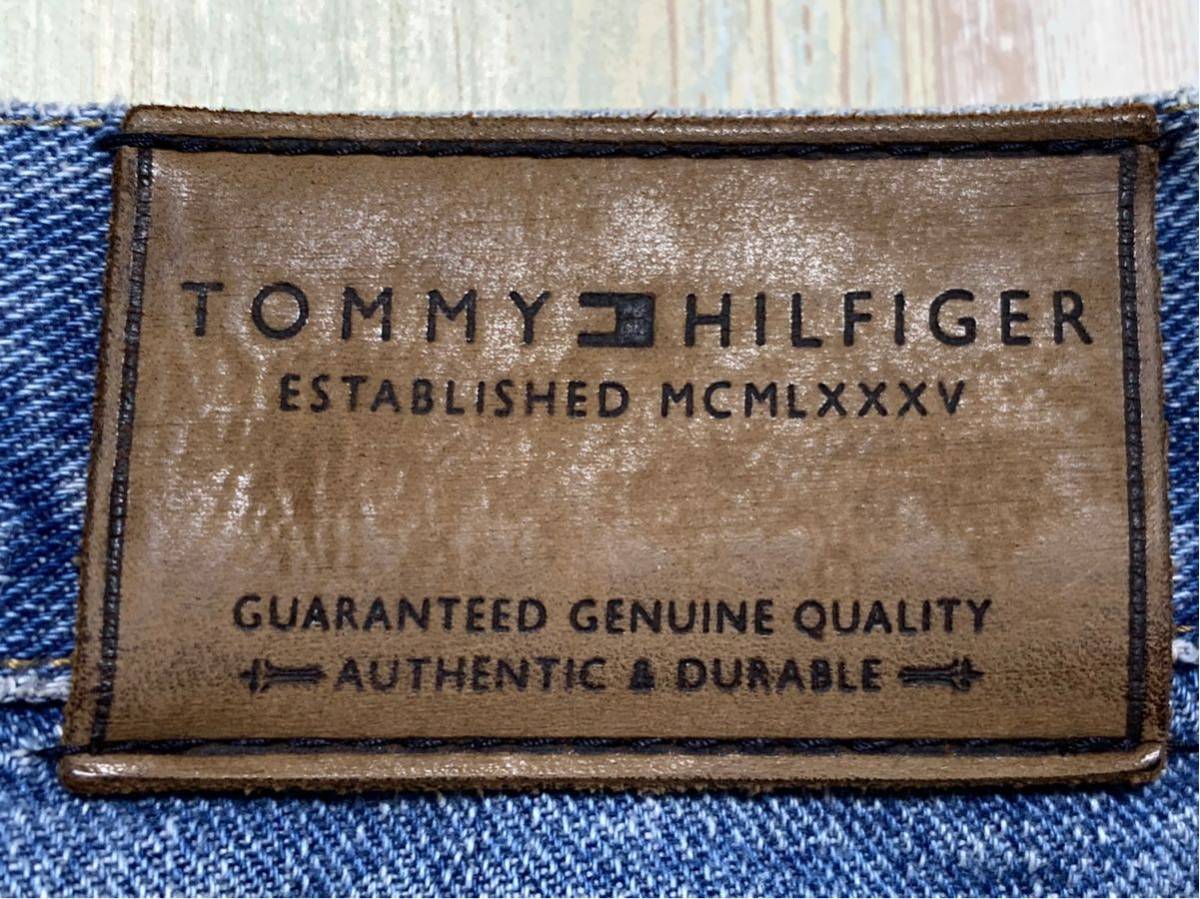 TOMMY HILFIGER
ESTABLISHED MCMLXXXV
GUARANTEED GENUINE QUALITY
AUTHENTIC & DURABLE